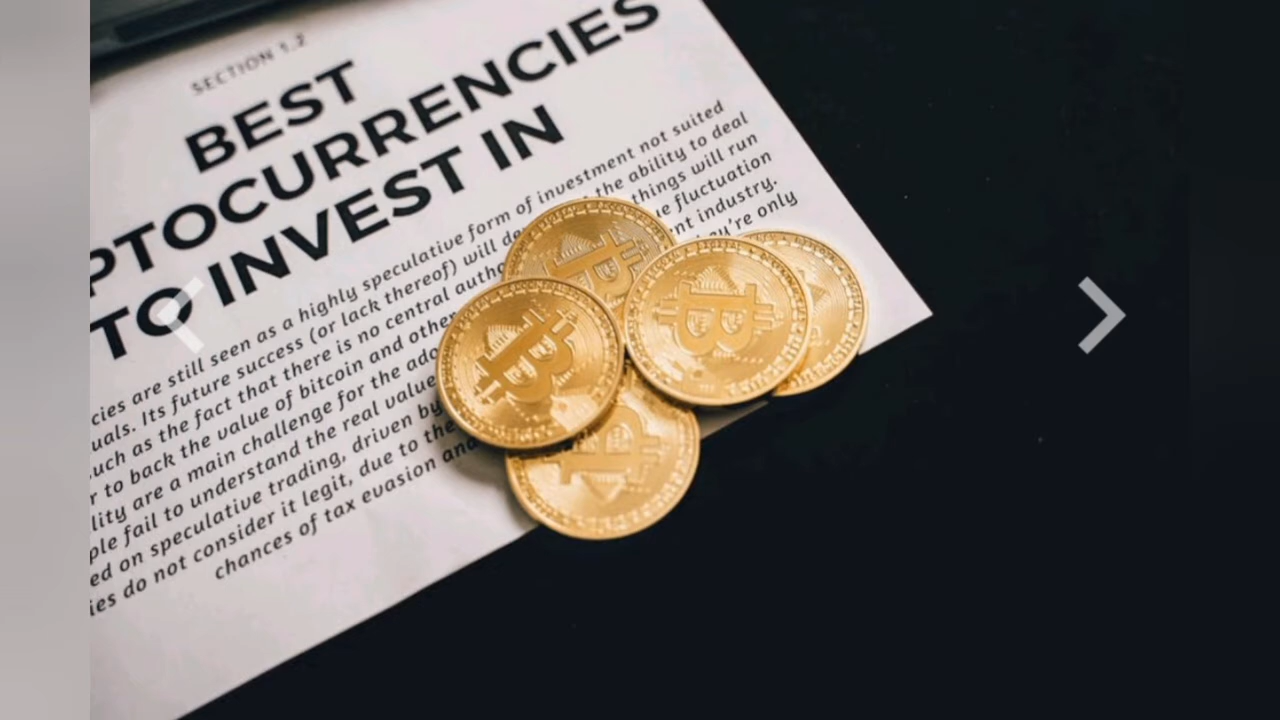 SECTION 1.2
BEST
PTOCURRENCIES
TO INVEST IN
cies are still seen as a highly speculative form of investment not suited
uals. Its future success (or lack thereof) will de the ability to deal
uch as the fact that there is no central autho things will run
r to back the value of bitcoin and other e fluctuation
lity are a main challenge for the ado nt industry.
ple fail to understand the real value ey're only
ed on speculative trading, driven by
ies do not consider it legit, due to the
chances of tax evasion and